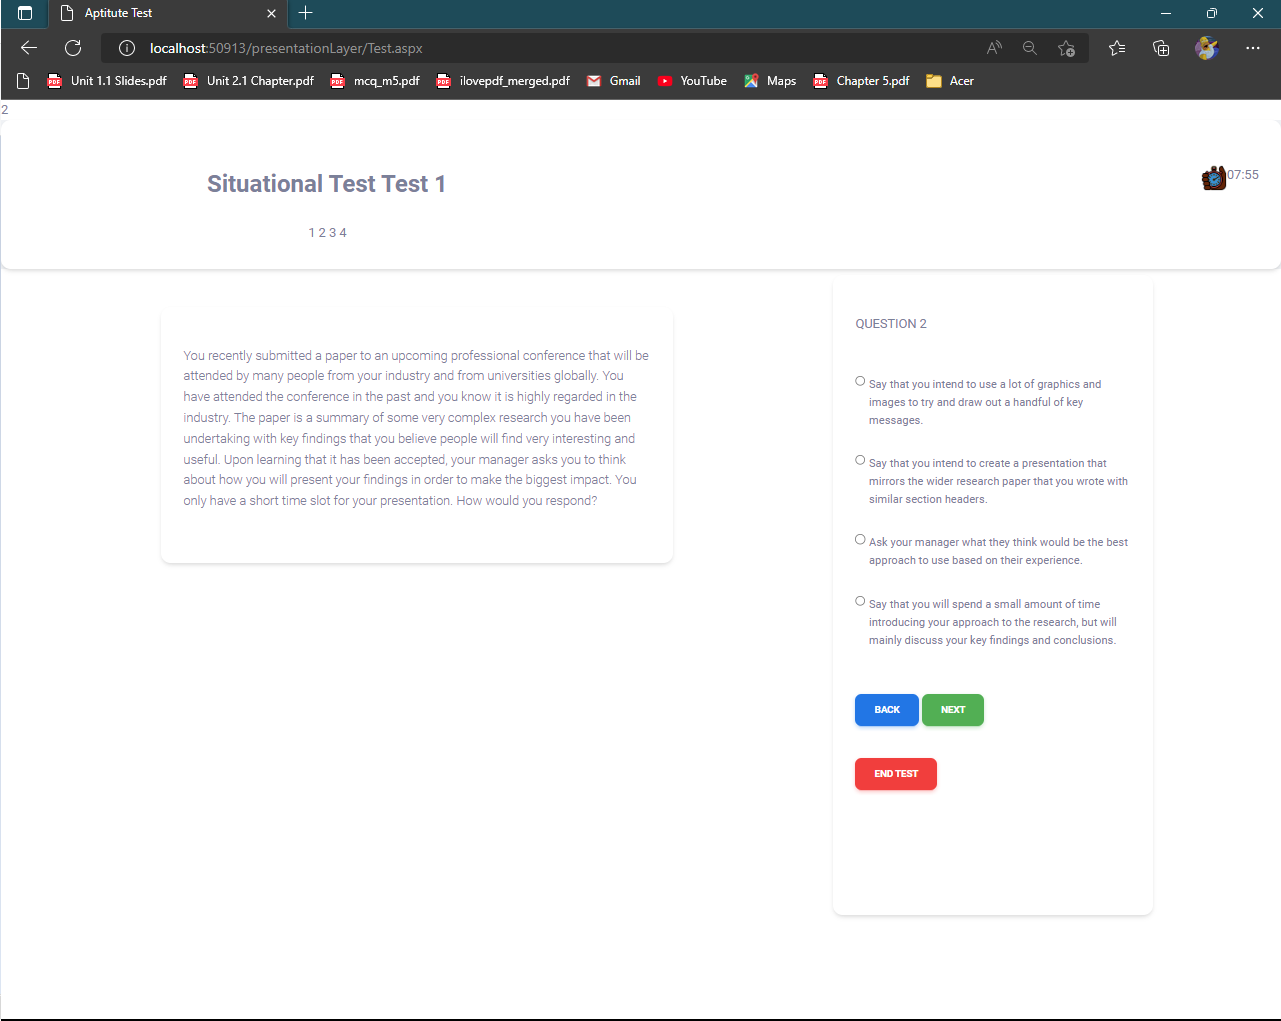 Aptitute Test
localhost:50913/presentationLayer/Test.aspx
Unit 1.1 Slides.pdf
Unit 2.1 Chapter.pdf
mcq_m5.pdf
ilovepdf_merged.pdf
Gmail
YouTube
Maps
Chapter 5.pdf
Acer
2
Situational Test Test 1
07:55
1 2 3 4
You recently submitted a paper to an upcoming professional conference that will be
attended by many people from your industry and from universities globally. You
have attended the conference in the past and you know it is highly regarded in the
industry. The paper is a summary of some very complex research you have been
undertaking with key findings that you believe people will find very interesting and
useful. Upon learning that it has been accepted, your manager asks you to think
about how you will present your findings in order to make the biggest impact. You
only have a short time slot for your presentation. How would you respond?
QUESTION 2
Say that you intend to use a lot of graphics and
images to try and draw out a handful of key
messages.
Say that you intend to create a presentation that
mirrors the wider research paper that you wrote with
similar section headers.
Ask your manager what they think would be the best
approach to use based on their experience.
Say that you will spend a small amount of time
introducing your approach to the research, but will
mainly discuss your key findings and conclusions.
BACK
NEXT
END TEST